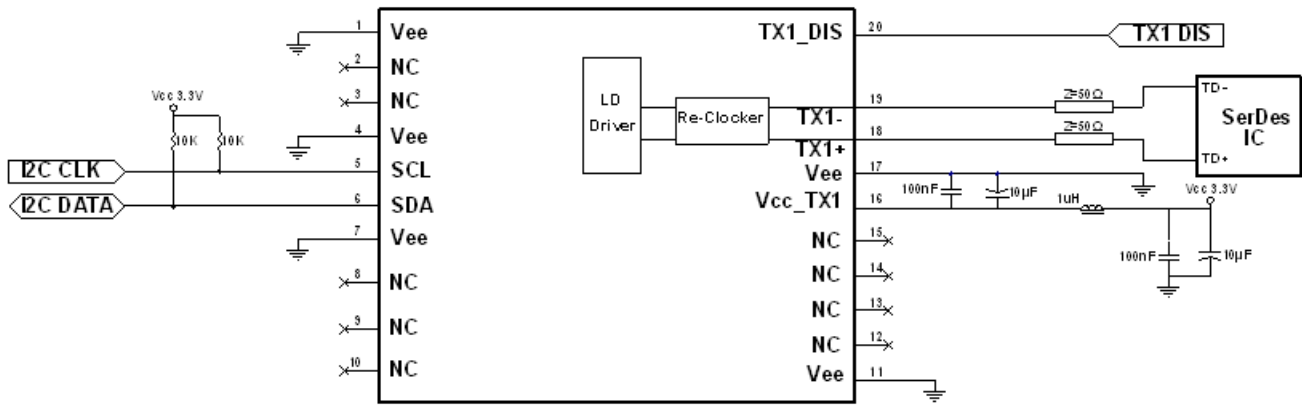 1 Vee
2 NC
3 NC
4 Vee
5 SCL
6 SDA
7 Vee
8 NC
9 NC
10 NC
Vcc 3.3V
10K 10K
I2C CLK
I2C DATA
LD
Driver
Re-Clocker
TX1_DIS 20
TX1 DIS
TX1- 19
TX1+ 18
Z=50Ω
Z=50Ω
TD-
SerDes
IC
TD+
Vee 17
Vcc_TX1 16
100nF 10µF
1uH
Vcc 3.3V
100nF 10µF
NC 15
NC 14
NC 13
NC 12
Vee 11